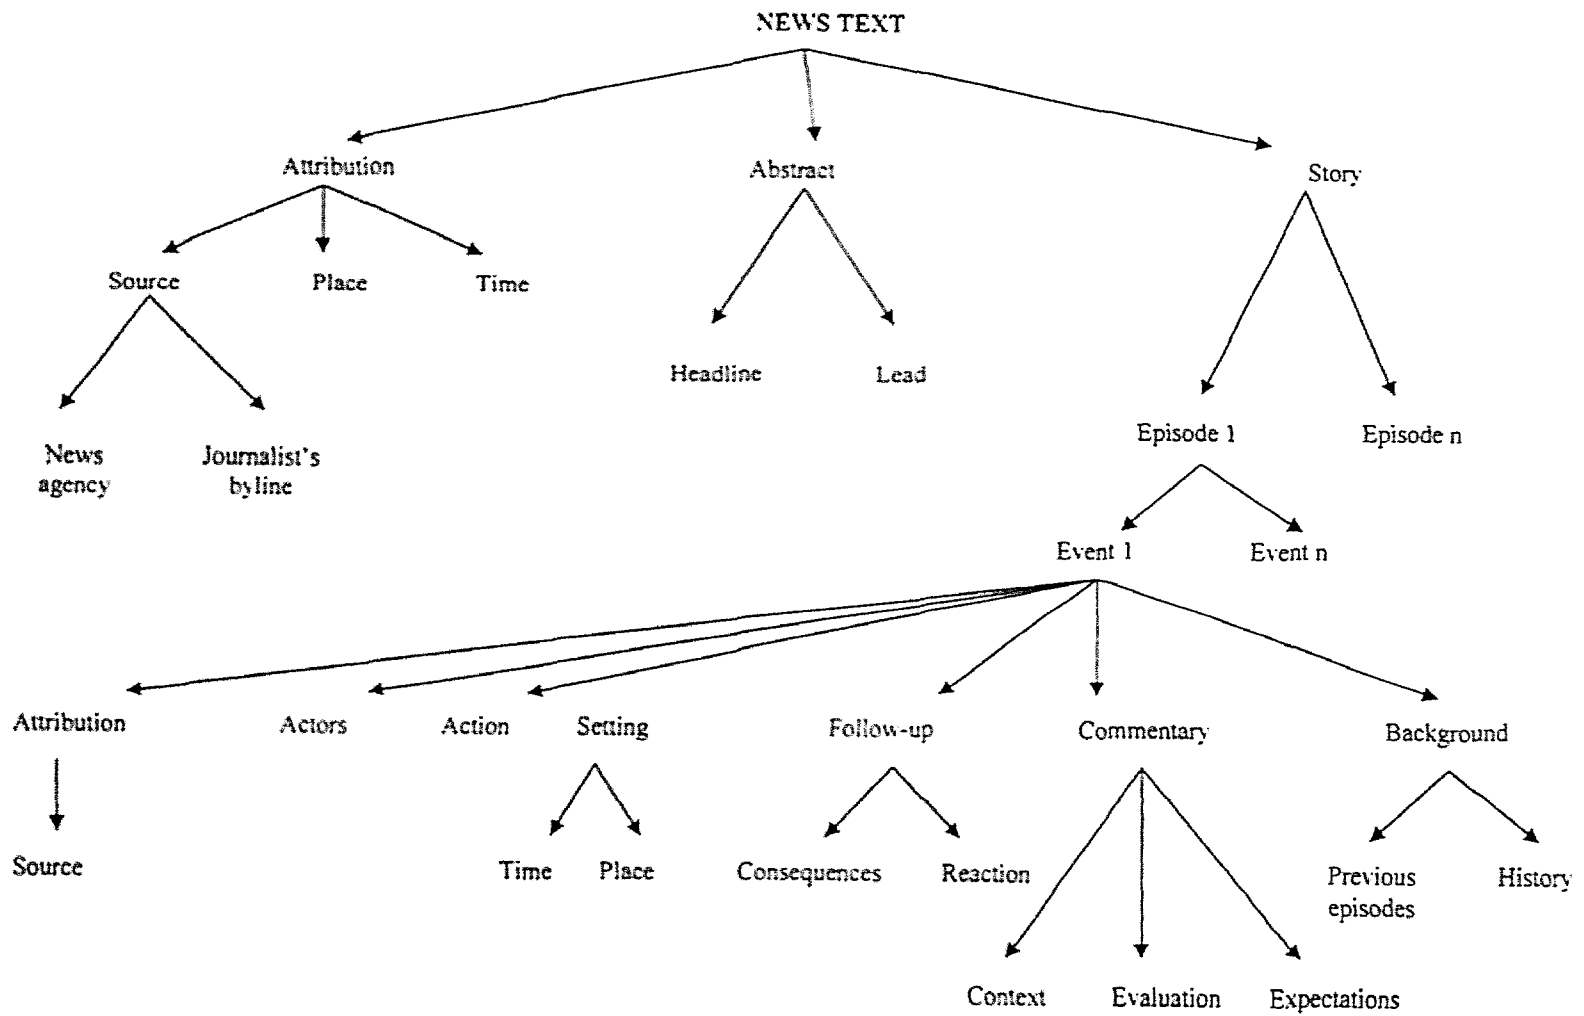 NEWS TEXT
Attribution
Abstract
Story
Source
Place
Time
Headline
Lead
News
agency
Journalist's
byline
Episode 1
Episode n
Event 1
Event n
Attribution
Actors
Action
Setting
Follow-up
Commentary
Background
Source
Time
Place
Consequences
Reaction
Previous
episodes
History
Context
Evaluation
Expectations